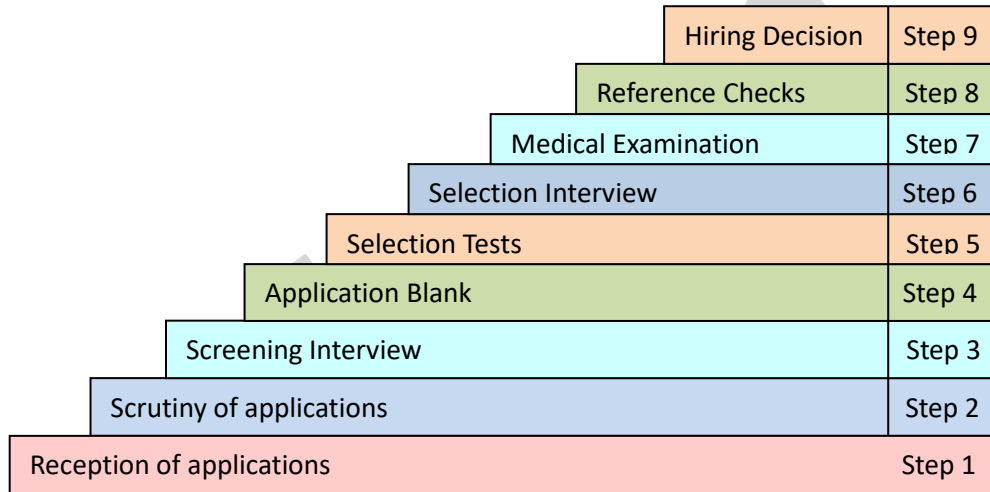 Hiring Decision Step 9
Reference Checks Step 8
Medical Examination Step 7
Selection Interview Step 6
Selection Tests Step 5
Application Blank Step 4
Screening Interview Step 3
Scrutiny of applications Step 2
Reception of applications Step 1